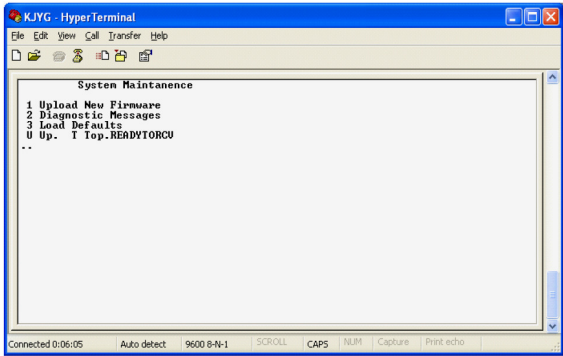 KJYG - HyperTerminal
File Edit View Call Transfer Help
System Maintanence
1 Upload New Firmware
2 Diagnostic Messages
3 Load Defaults
U Up. T Top.READYTORCV
..
Connected 0:06:05 Auto detect 9600 8-N-1 SCROLL CAPS NUM Capture Print echo